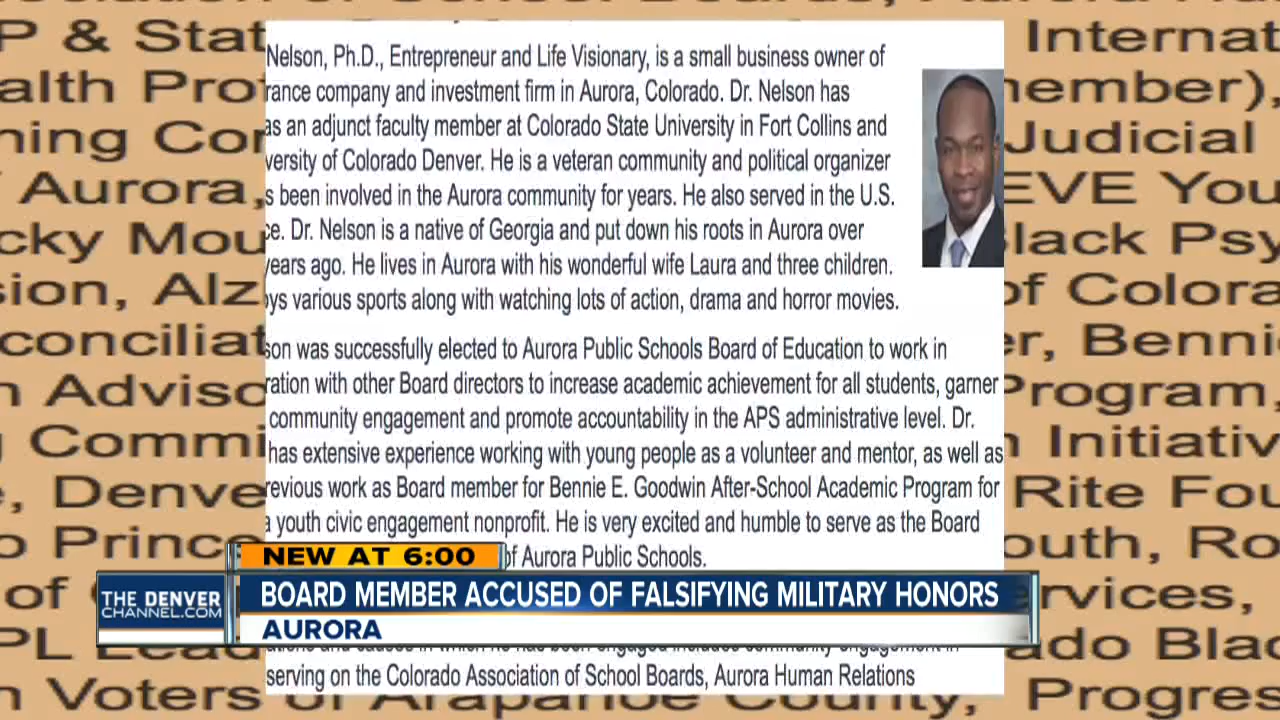 P & Stat
alth Prof
ning Con
Aurora,
cky Mou
sion, Alz
conciliat
n Adviso
g Commi
e, Denve
o Prince
of
PL Lead
n Voters of Arapahoe County, Progres
Nelson, Ph.D., Entrepreneur and Life Visionary, is a small business owner of
rance company and investment firm in Aurora, Colorado. Dr. Nelson has
as an adjunct faculty member at Colorado State University in Fort Collins and
versity of Colorado Denver. He is a veteran community and political organizer
s been involved in the Aurora community for years. He also served in the U.S.
ce. Dr. Nelson is a native of Georgia and put down his roots in Aurora over
years ago. He lives in Aurora with his wonderful wife Laura and three children.
oys various sports along with watching lots of action, drama and horror movies.
son was successfully elected to Aurora Public Schools Board of Education to work in
ration with other Board directors to increase academic achievement for all students, garner
community engagement and promote accountability in the APS administrative level. Dr.
has extensive experience working with young people as a volunteer and mentor, as well as
revious work as Board member for Bennie E. Goodwin After-School Academic Program for
a youth civic engagement nonprofit. He is very excited and humble to serve as the Board
of Aurora Public Schools.
serving on the Colorado Association of School Boards, Aurora Human Relations
Internat
member),
Judicial
EVE You
Black Psy
of Colora
er, Benni
Program,
n Initiativ
Rite Fou
outh, Ro
rvices,
ado Blac
NEW AT 6:00
THE DENVER
CHANNEL.COM
BOARD MEMBER ACCUSED OF FALSIFYING MILITARY HONORS
AURORA